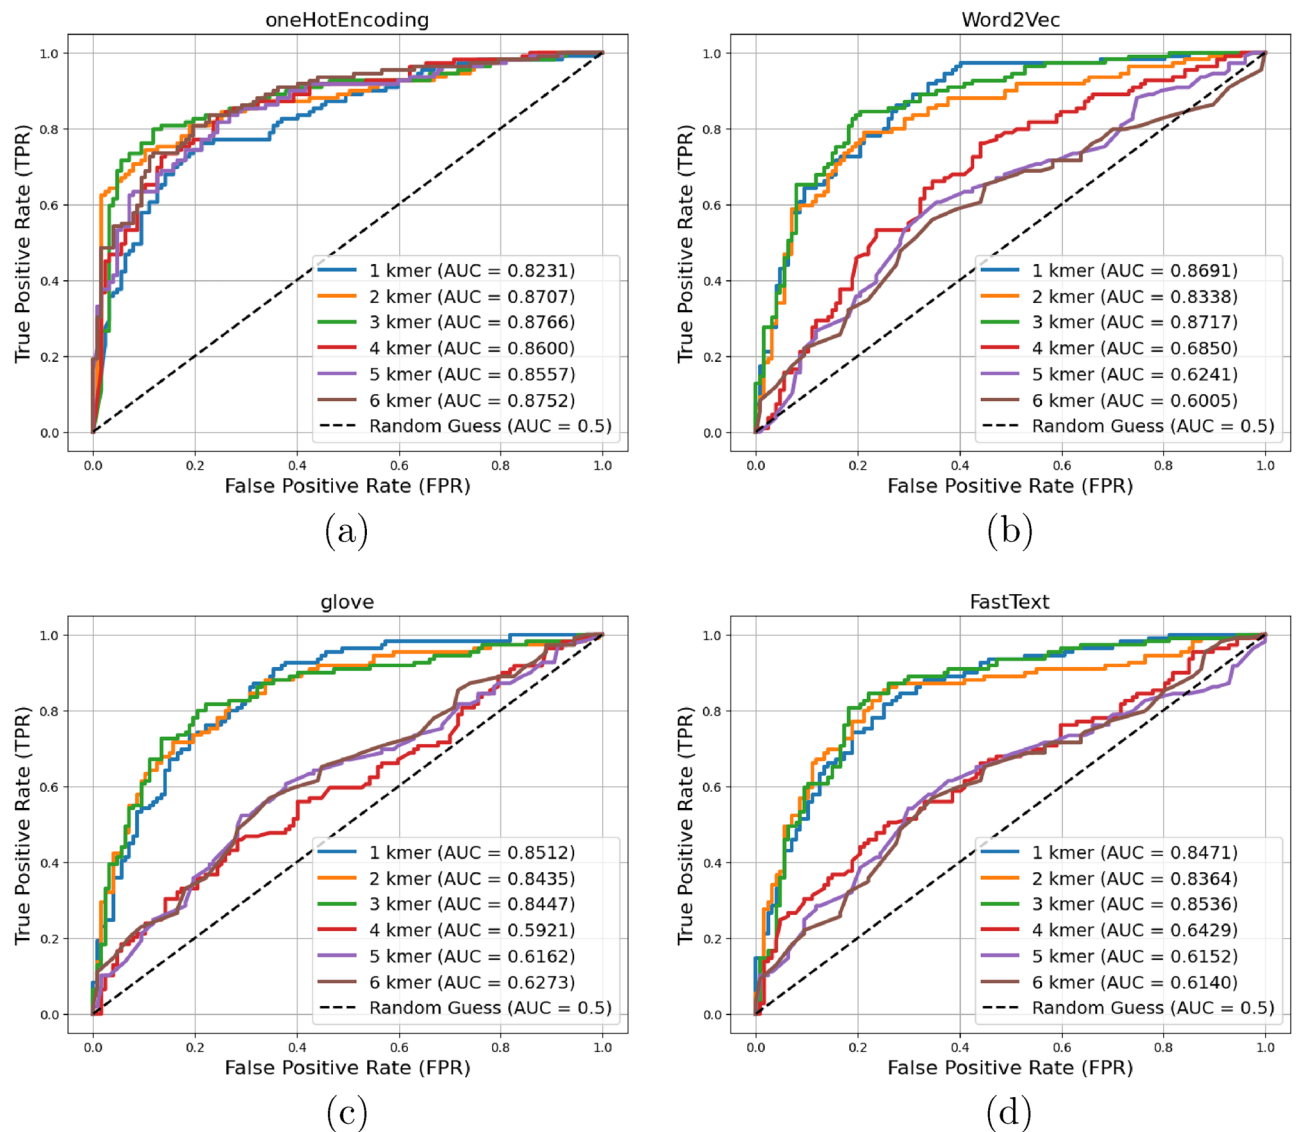 oneHotEncoding
1.0
0.8
0.6
0.4
0.2
0.0
True Positive Rate (TPR)
1 kmer (AUC = 0.8231)
2 kmer (AUC = 0.8707)
3 kmer (AUC = 0.8766)
4 kmer (AUC = 0.8600)
5 kmer (AUC = 0.8557)
6 kmer (AUC = 0.8752)
Random Guess (AUC = 0.5)
0.0 0.2 0.4 0.6 0.8 1.0
False Positive Rate (FPR)
(a)
Word2Vec
1.0
0.8
0.6
0.4
0.2
0.0
True Positive Rate (TPR)
1 kmer (AUC = 0.8691)
2 kmer (AUC = 0.8338)
3 kmer (AUC = 0.8717)
4 kmer (AUC = 0.6850)
5 kmer (AUC = 0.6241)
6 kmer (AUC = 0.6005)
Random Guess (AUC = 0.5)
0.0 0.2 0.4 0.6 0.8 1.0
False Positive Rate (FPR)
(b)
glove
1.0
0.8
0.6
0.4
0.2
0.0
True Positive Rate (TPR)
1 kmer (AUC = 0.8512)
2 kmer (AUC = 0.8435)
3 kmer (AUC = 0.8447)
4 kmer (AUC = 0.5921)
5 kmer (AUC = 0.6162)
6 kmer (AUC = 0.6273)
Random Guess (AUC = 0.5)
0.0 0.2 0.4 0.6 0.8 1.0
False Positive Rate (FPR)
(c)
FastText
1.0
0.8
0.6
0.4
0.2
0.0
True Positive Rate (TPR)
1 kmer (AUC = 0.8471)
2 kmer (AUC = 0.8364)
3 kmer (AUC = 0.8536)
4 kmer (AUC = 0.6429)
5 kmer (AUC = 0.6152)
6 kmer (AUC = 0.6140)
Random Guess (AUC = 0.5)
0.0 0.2 0.4 0.6 0.8 1.0
False Positive Rate (FPR)
(d)